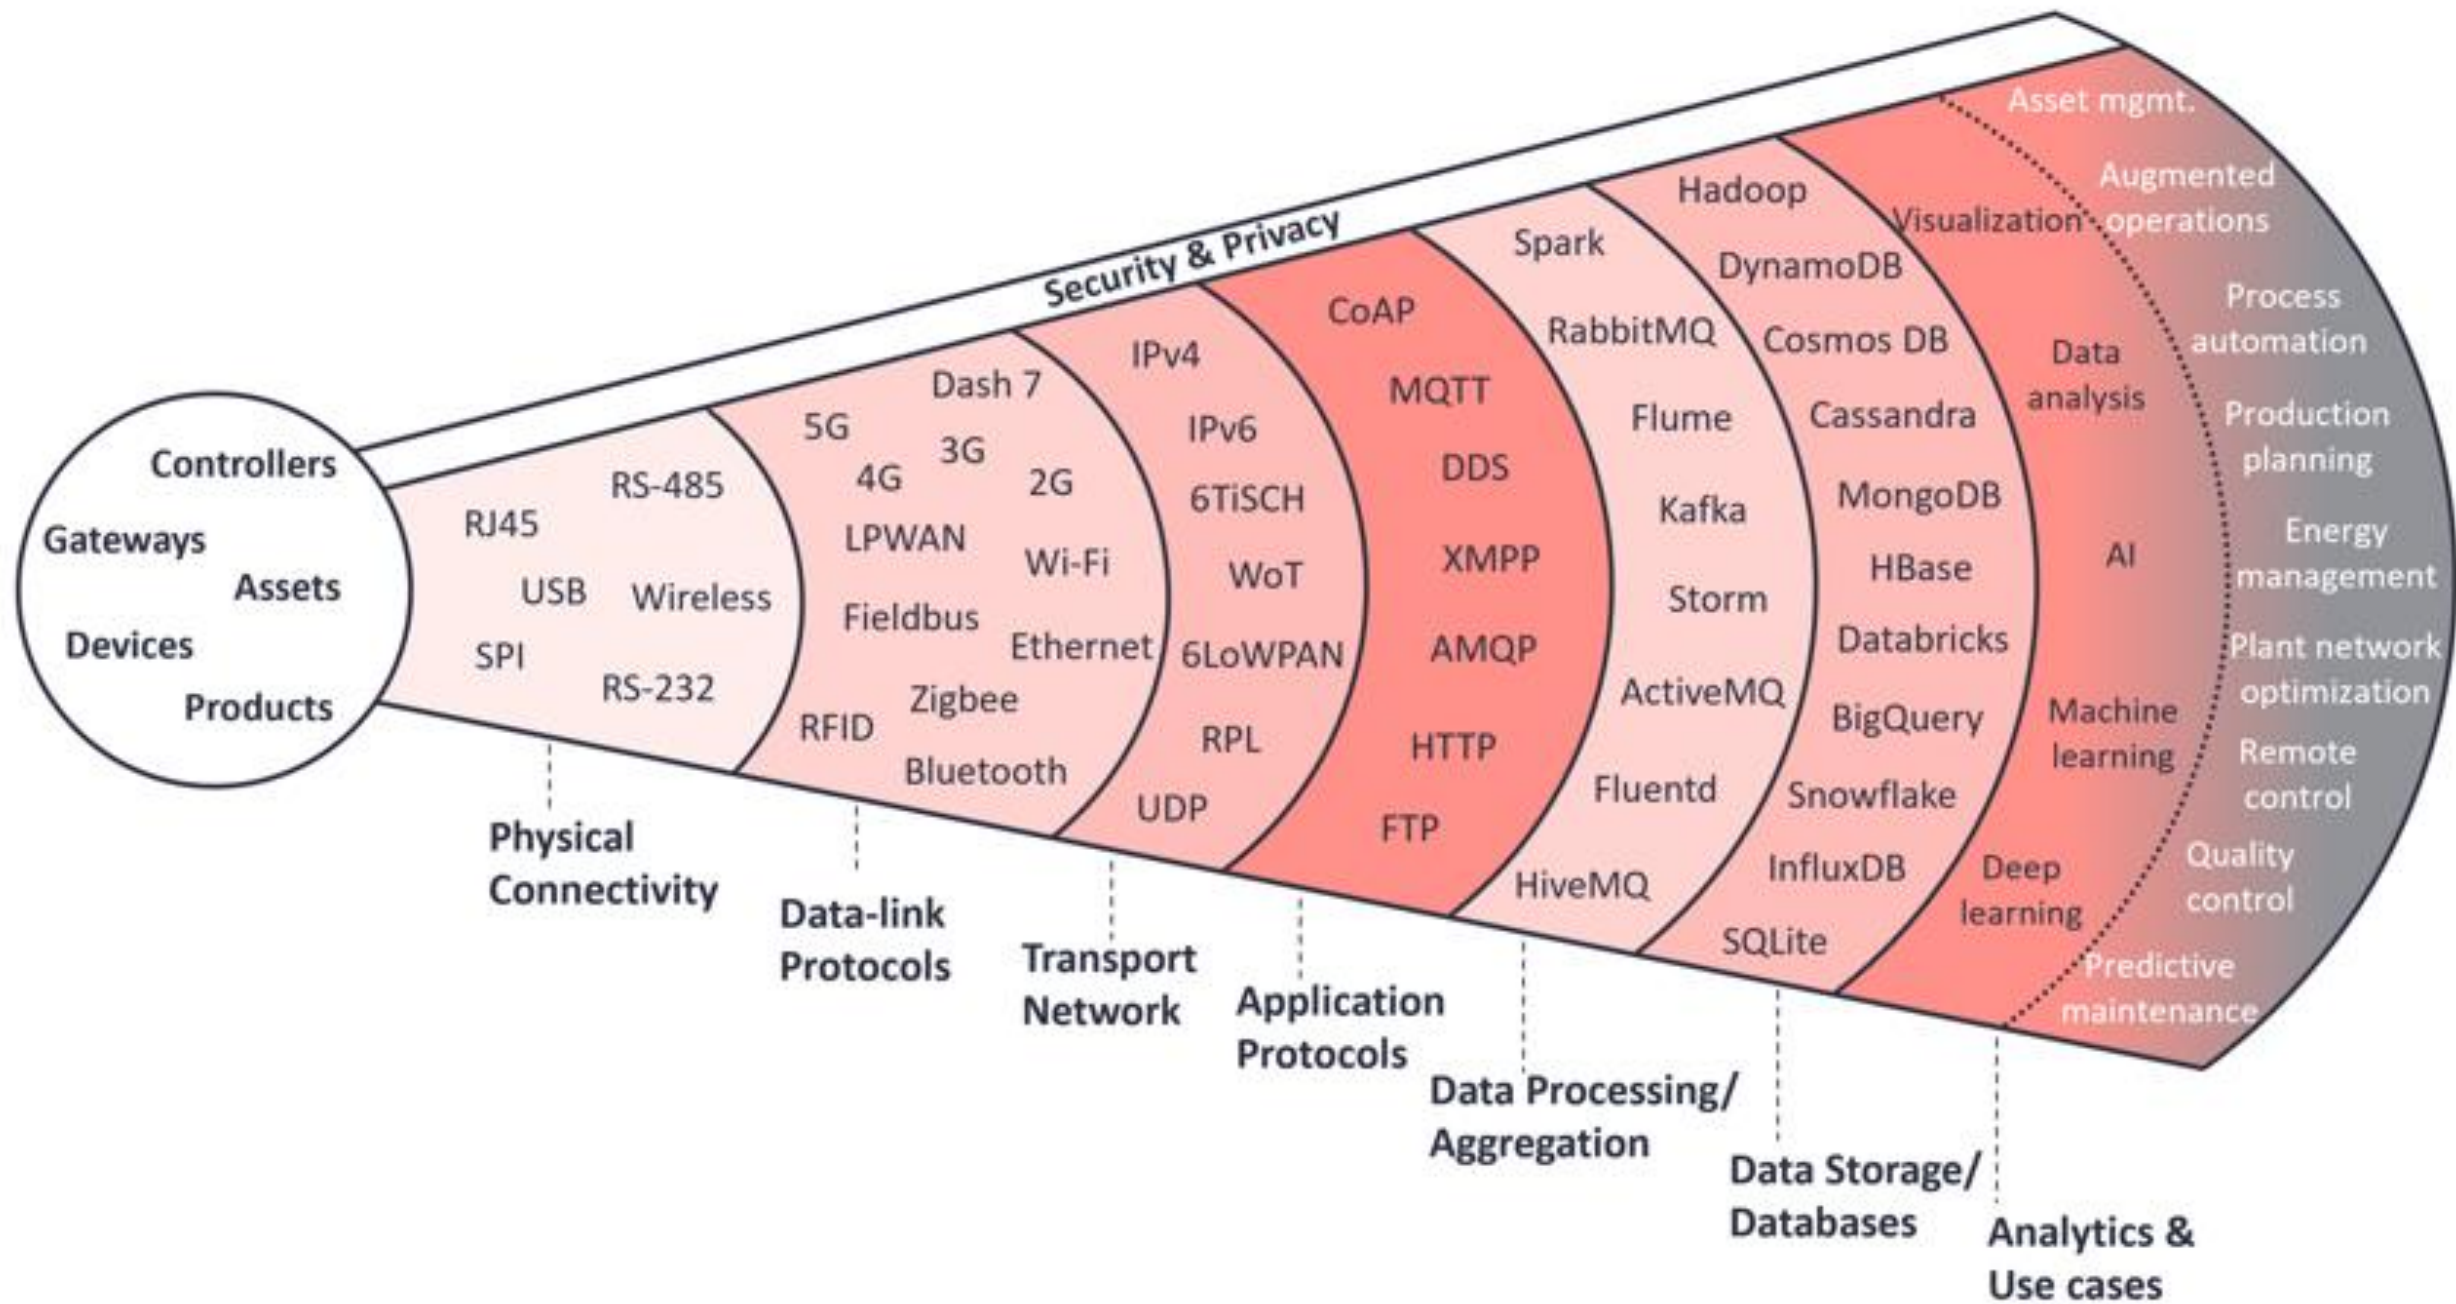 Controllers
Gateways
Assets
Devices
Products
Security & Privacy
RS-485
RJ45
USB
Wireless
SPI
RS-232
Physical
Connectivity
Dash 7
5G
3G
4G
2G
LPWAN
Wi-Fi
Fieldbus
Ethernet
Zigbee
RFID
Bluetooth
Data-link
Protocols
IPv4
IPv6
6TiSCH
WoT
6LoWPAN
RPL
UDP
Transport
Network
CoAP
MQTT
DDS
XMPP
AMQP
HTTP
FTP
Application
Protocols
Spark
RabbitMQ
Flume
Kafka
Storm
ActiveMQ
Fluentd
HiveMQ
Data Processing/
Aggregation
Hadoop
DynamoDB
Cosmos DB
Cassandra
MongoDB
HBase
Databricks
BigQuery
Snowflake
InfluxDB
SQLite
Data Storage/
Databases
Visualization
Data
analysis
AI
Machine
learning
Deep
learning
Asset mgmt.
Augmented
operations
Process
automation
Production
planning
Energy
management
Plant network
optimization
Remote
control
Quality
control
Predictive
maintenance
Analytics &
Use cases